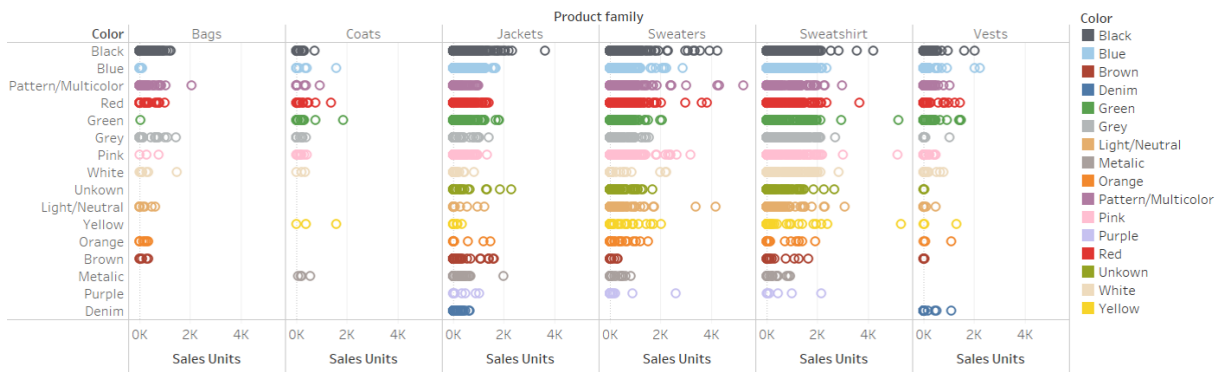 Product family
Color Bags Coats Jackets Sweaters Sweatshirt Vests
Black
Blue
Pattern/Multicolor
Red
Green
Grey
Pink
White
Unkown
Light/Neutral
Yellow
Orange
Brown
Metalic
Purple
Denim
0K 2K 4K 0K 2K 4K 0K 2K 4K 0K 2K 4K 0K 2K 4K 0K 2K 4K
Sales Units Sales Units Sales Units Sales Units Sales Units Sales Units
Color
Black
Blue
Brown
Denim
Green
Grey
Light/Neutral
Metalic
Orange
Pattern/Multicolor
Pink
Purple
Red
Unkown
White
Yellow